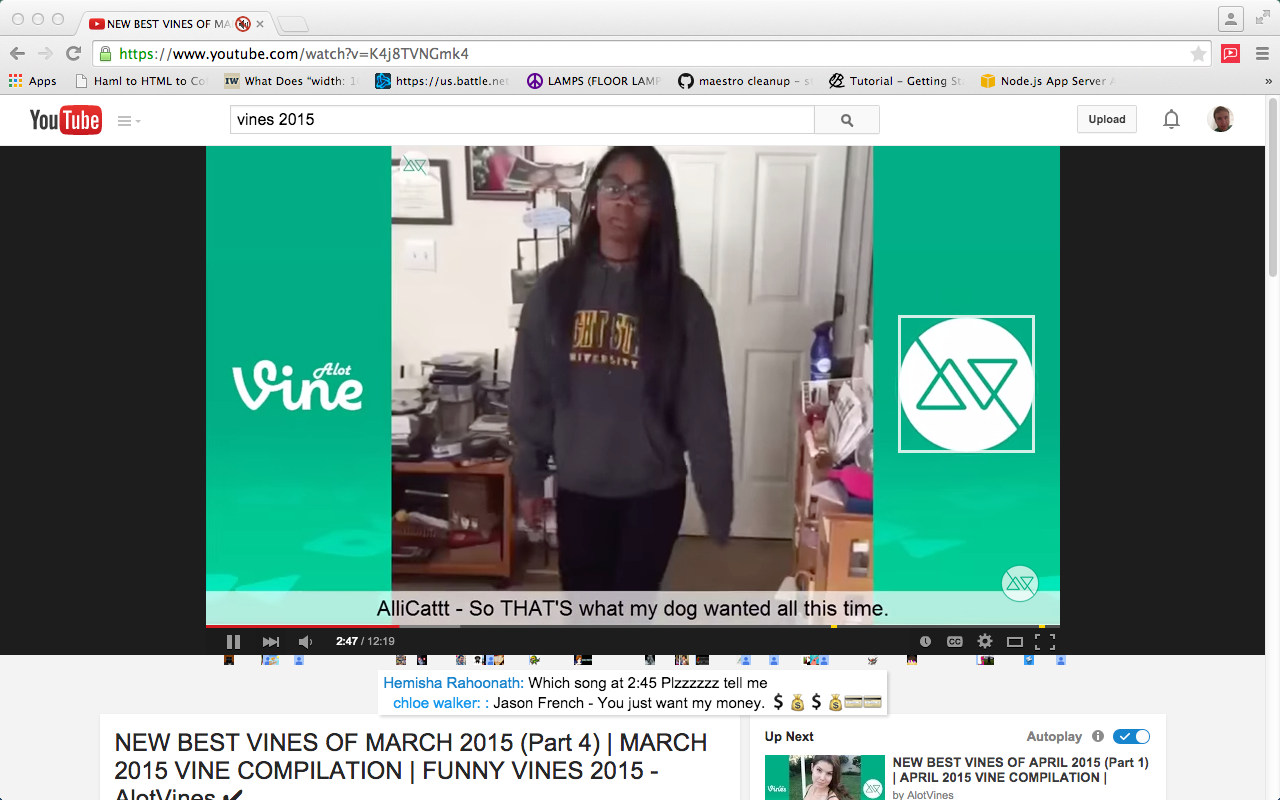 NEW BEST VINES OF MA
https://www.youtube.com/watch?v=K4j8TVNGmk4
Apps
Haml to HTML to Co
IW What Does "width: 1
https://us.battle.net
LAMPS (FLOOR LAMP
maestro cleanup - st
Tutorial - Getting St
Node.js App Server A
»
YouTube
vines 2015
Upload
Alot
Vine
GHT ST
NIVERSITY
AlliCattt - So THAT'S what my dog wanted all this time.
2:47 / 12:19
CC
Hemisha Rahoonath: Which song at 2:45 Plzzzzzz tell me
chloe walker: : Jason French - You just want my money. 💲💰💲💰💳💳
NEW BEST VINES OF MARCH 2015 (Part 4) | MARCH
2015 VINE COMPILATION | FUNNY VINES 2015 -
AlotVines ✔
Up Next
Autoplay
NEW BEST VINES OF APRIL 2015 (Part 1)
| APRIL 2015 VINE COMPILATION |
by AlotVines